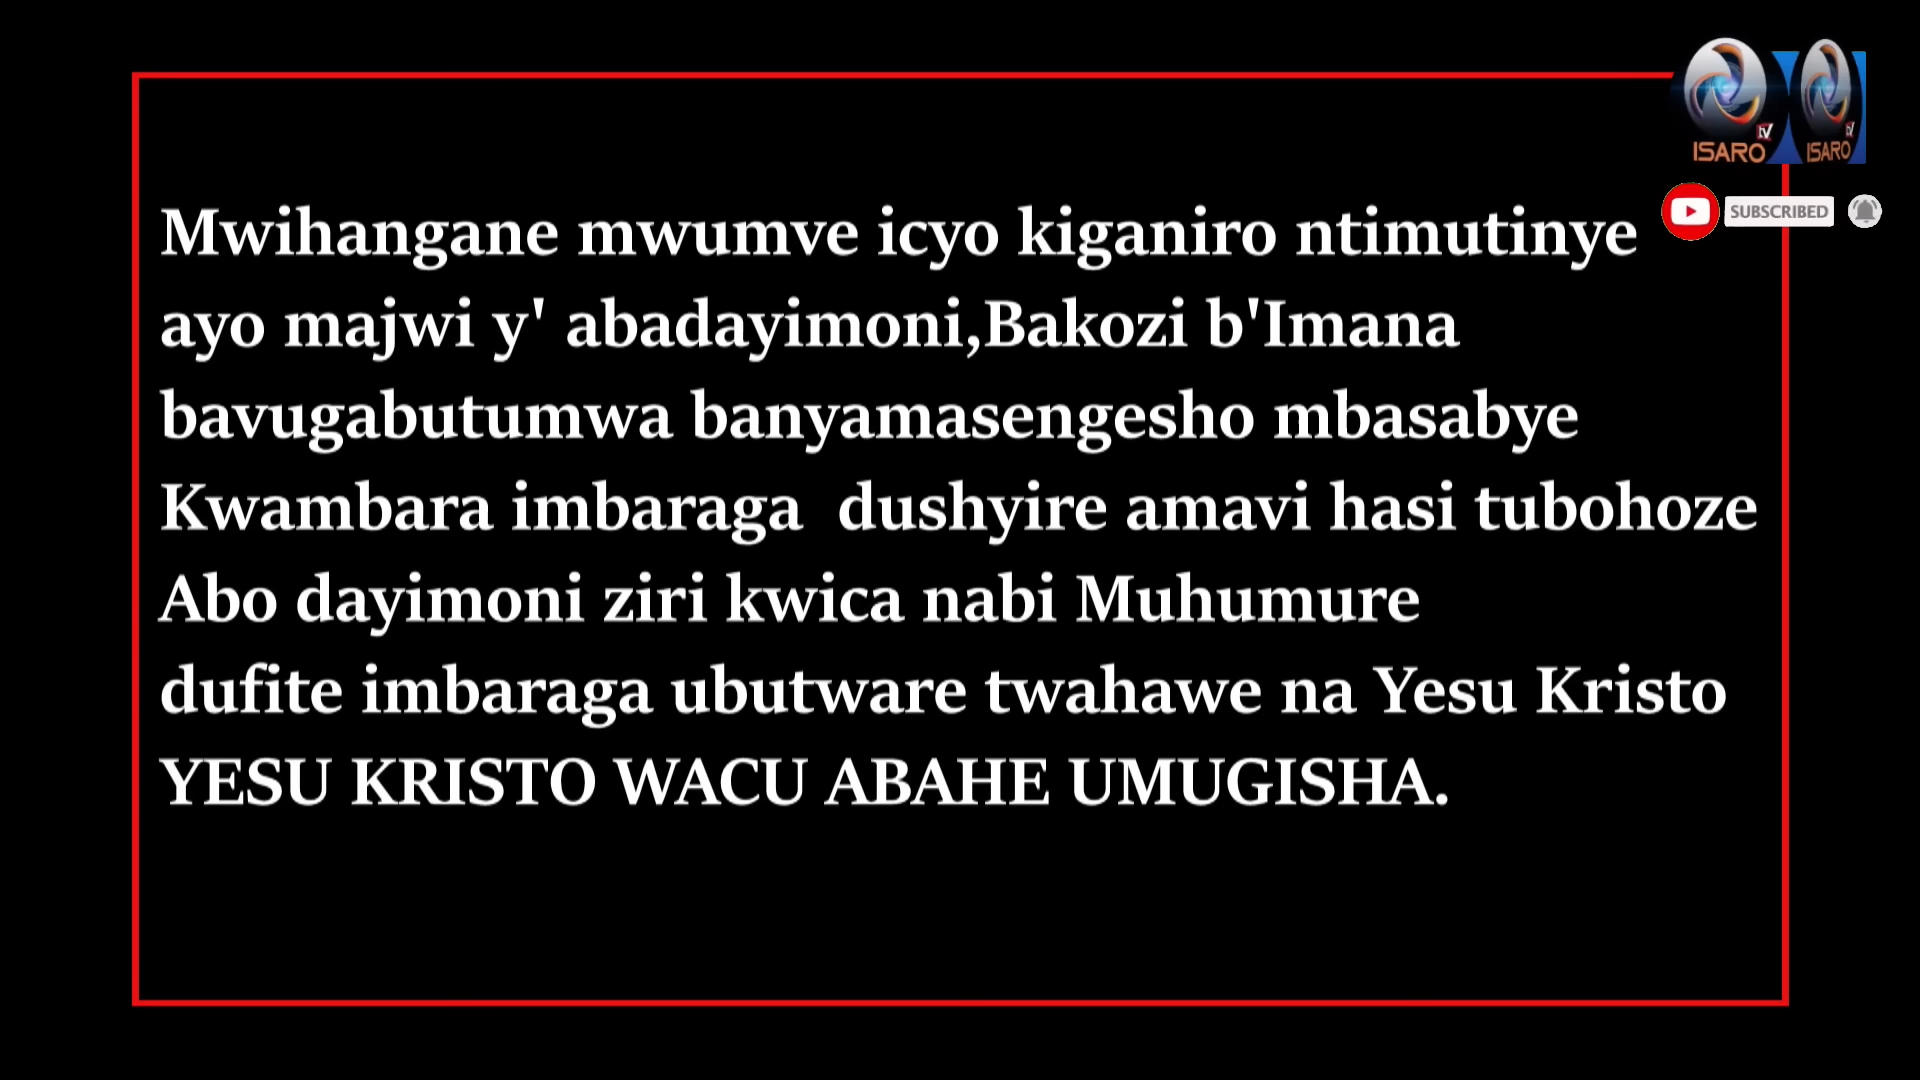 tv tv
ISARO ISARO
SUBSCRIBED
Mwihangane mwumve icyo kiganiro ntimutinye
ayo majwi y' abadayimoni,Bakozi b'Imana
bavugabutumwa banyamasengesho mbasabye
Kwambara imbaraga  dushyire amavi hasi tubohoze
Abo dayimoni ziri kwica nabi Muhumure
dufite imbaraga ubutware twahawe na Yesu Kristo
YESU KRISTO WACU ABAHE UMUGISHA.